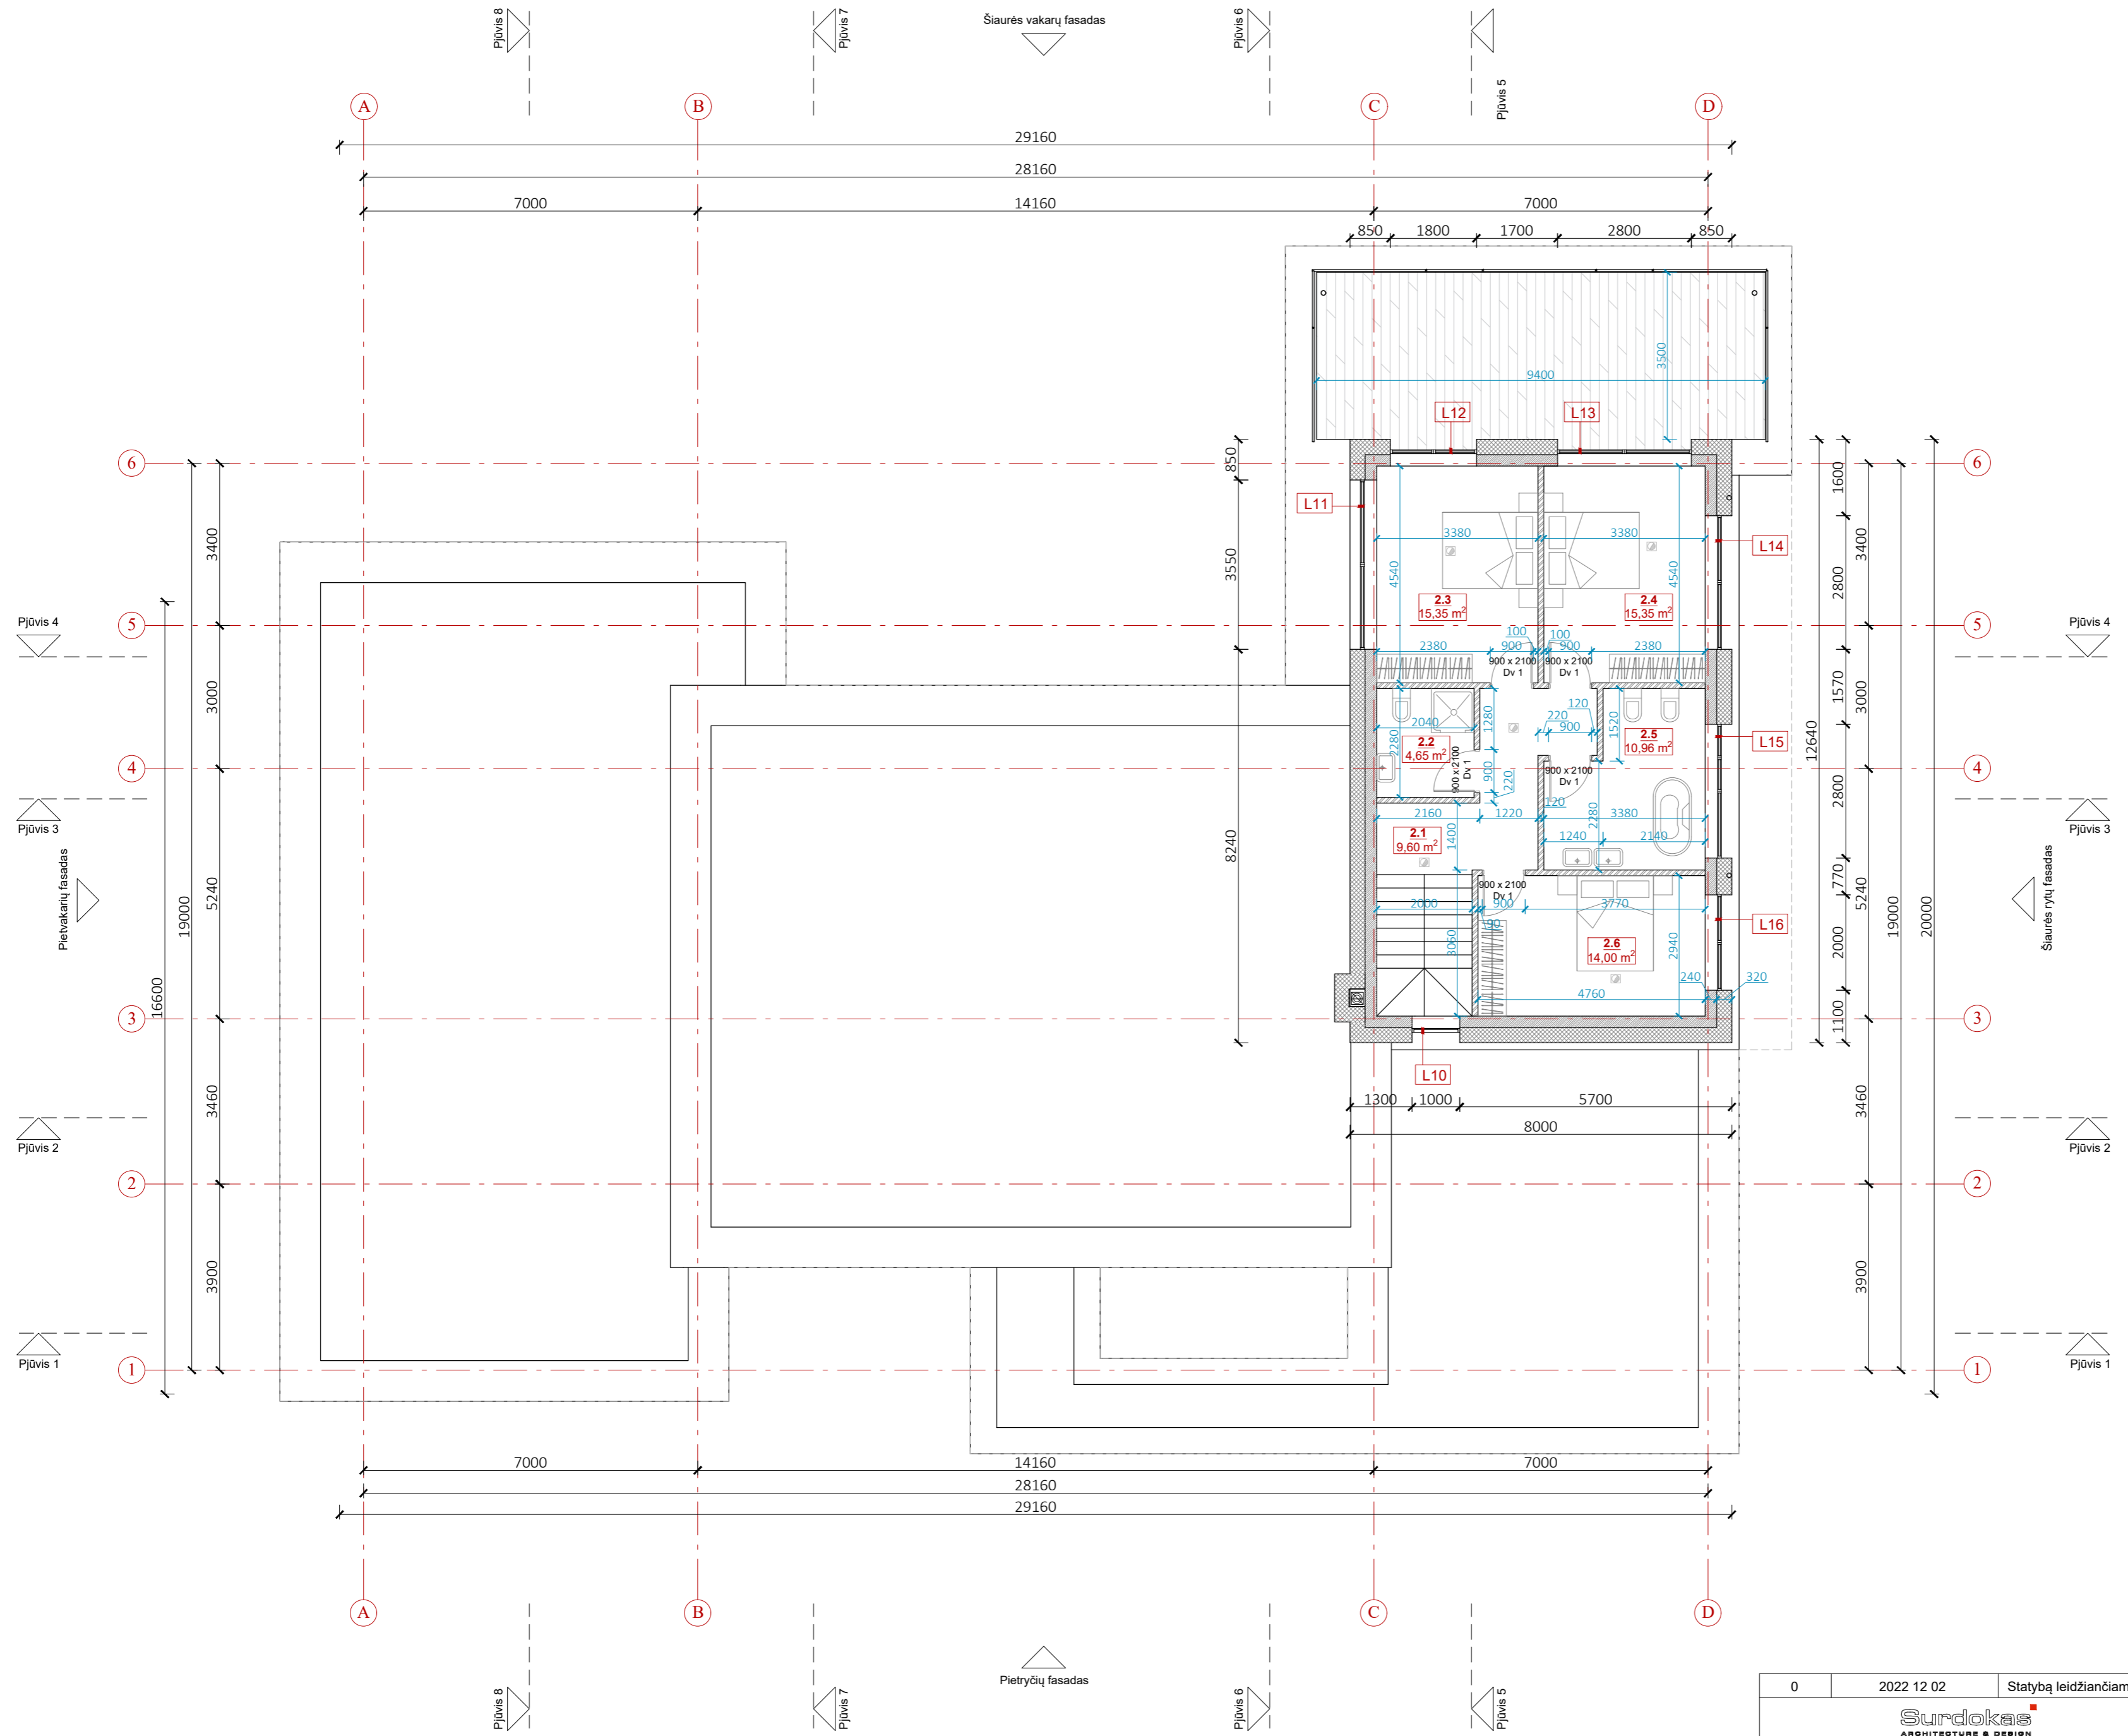 Pjūvis 8
Pjūvis 7
Šiaurės vakarų fasadas
Pjūvis 6
Pjūvis 5
A
B
C
D
29160
28160
7000
14160
7000
850
1800
1700
2800
850
3500
9400
L12
L13
6
6
850
1600
L11
3400
3550
3380
3380
L14
3400
4540
4540
2800
2.3
15,35 m²
2.4
15,35 m²
Pjūvis 4
5
5
Pjūvis 4
100
100
2380
900
900
2380
900 x 2100
Dv 1
900 x 2100
Dv 1
3000
1570
3000
12640
120
220
900
1280
1520
2040
2280
2.2
4,65 m²
2.5
10,96 m²
L15
4
4
900 x 2100
Dv 1
900
220
900 x 2100
Dv 1
120
2280
2800
Pjūvis 3
Pjūvis 3
2160
1220
3380
2.1
9,60 m²
1400
1240
2140
8240
770
5240
5240
19000
19000
20000
Pietvakarių fasadas
Šiaurės rytų fasadas
900 x 2100
Dv 1
2000
900
3770
90
L16
3060
2.6
14,00 m²
2940
2000
240
320
4760
16600
3
3
1100
L10
1300
1000
5700
8000
3460
3460
Pjūvis 2
Pjūvis 2
2
2
3900
3900
Pjūvis 1
1
1
Pjūvis 1
7000
14160
7000
28160
29160
A
B
C
D
Pietryčių fasadas
Pjūvis 8
Pjūvis 7
Pjūvis 6
Pjūvis 5
0
2022 12 02
Statybą leidžiančiam
Surdokas
ARCHITECTURE & DESIGN